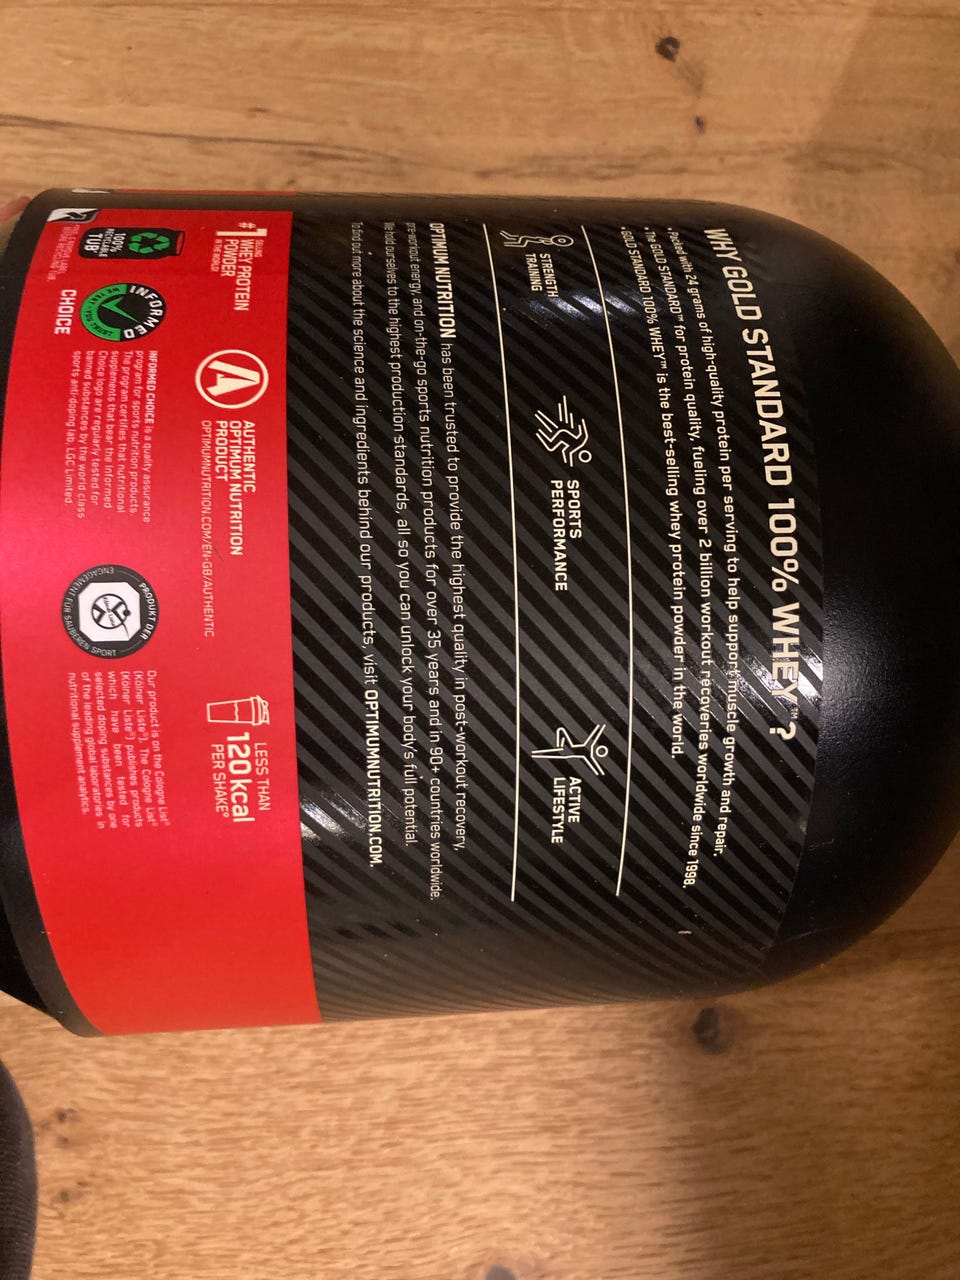 WHY GOLD STANDARD 100% WHEY™?
• Packed with 24 grams of high-quality protein per serving to help support muscle growth and repair.
• The GOLD STANDARD™ for protein quality, fueling over 2 billion workout recoveries worldwide since 1998.
• GOLD STANDARD 100% WHEY™ is the best-selling whey protein powder in the world.
STRENGTH
TRAINING
SPORTS
PERFORMANCE
ACTIVE
LIFESTYLE
OPTIMUM NUTRITION has been trusted to provide the highest quality in post-workout recovery,
pre-workout energy and on-the-go sports nutrition products for over 35 years and in 90+ countries worldwide.
We hold ourselves to the highest production standards, all so you can unlock your body's full potential.
To find out more about the science and ingredients behind our products, visit OPTIMUMNUTRITION.COM.
#1 SELLING
WHEY PROTEIN
POWDER
IN THE WORLD!
AUTHENTIC
OPTIMUM NUTRITION
PRODUCT
OPTIMUMNUTRITION.COM/EN-GB/AUTHENTIC
LESS THAN
120 kcal
PER SHAKE°
100%
RECYCLABLE
TUB*
INFORMED
WE TEST · YOU TRUST
CHOICE
INFORMED CHOICE is a quality assurance
program for sports nutrition products.
The program certifies that nutritional
supplements that bear the Informed
Choice logo are regularly tested for
banned substances by the world class
sports anti-doping lab, LGC Limited.
PRODUKT DER
ENGAGEMENT FÜR SAUBEREN SPORT
Our product is on the Cologne List®
(Kölner Liste®). The Cologne List®
(Kölner Liste®) publishes products
which have been tested for
selected doping substances by one
of the leading global laboratories in
nutritional supplement analytics.